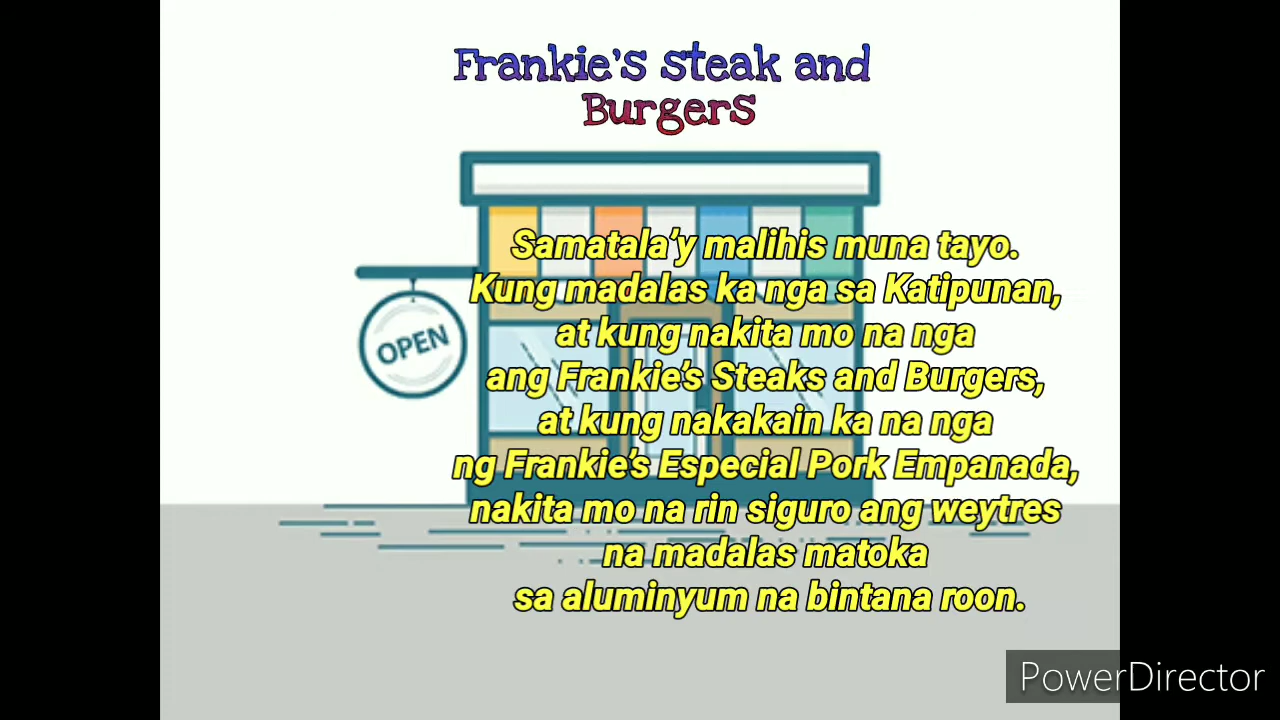 Frankie's steak and
Burgers
OPEN
Samatala'y malihis muna tayo.
Kung madalas ka nga sa Katipunan,
at kung nakita mo na nga
ang Frankie's Steaks and Burgers,
at kung nakakain ka na nga
ng Frankie's Especial Pork Empanada,
nakita mo na rin siguro ang weytres
na madalas matoka
sa aluminyum na bintana roon.
PowerDirector